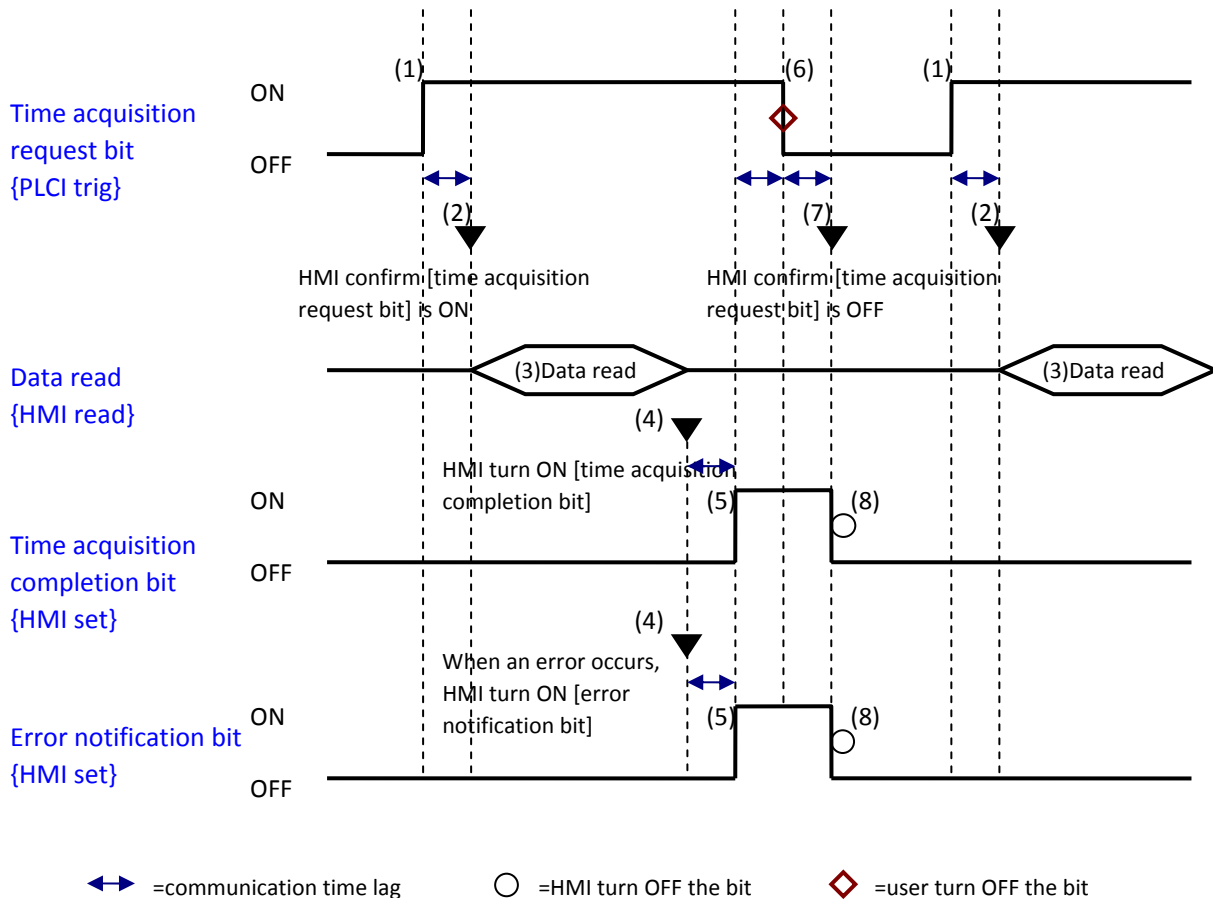 (1)
(6)
(1)
ON
Time acquisition
request bit
{PLCI trig}
OFF
(2)
(7)
(2)
HMI confirm [time acquisition
request bit] is ON
HMI confirm [time acquisition
request bit] is OFF
Data read
{HMI read}
(3)Data read
(3)Data read
(4)
HMI turn ON [time acquisition
completion bit]
ON
(5)
(8)
Time acquisition
completion bit
{HMI set}
OFF
(4)
When an error occurs,
HMI turn ON [error
notification bit]
ON
(5)
(8)
Error notification bit
{HMI set}
OFF
=communication time lag
=HMI turn OFF the bit
=user turn OFF the bit